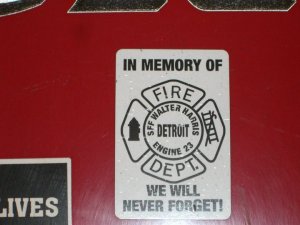 IN MEMORY OF
FIRE
SFF WALTER HARRIS
DETROIT
ENGINE 23
DEPT.
WE WILL
NEVER FORGET!
LIVES